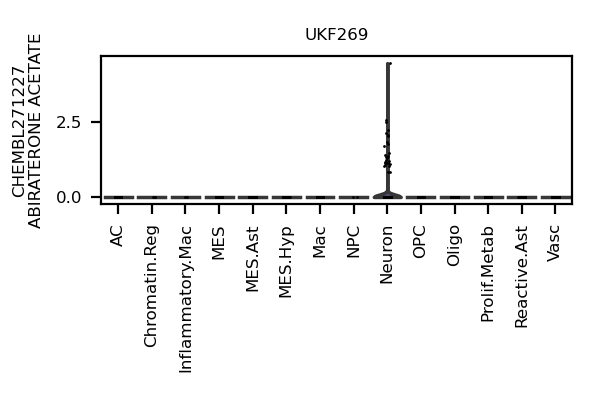 UKF269
CHEMBL271227
ABIRATERONE ACETATE
2.5
0.0
AC
Chromatin.Reg
Inflammatory.Mac
MES
MES.Ast
MES.Hyp
Mac
NPC
Neuron
OPC
Oligo
Prolif.Metab
Reactive.Ast
Vasc